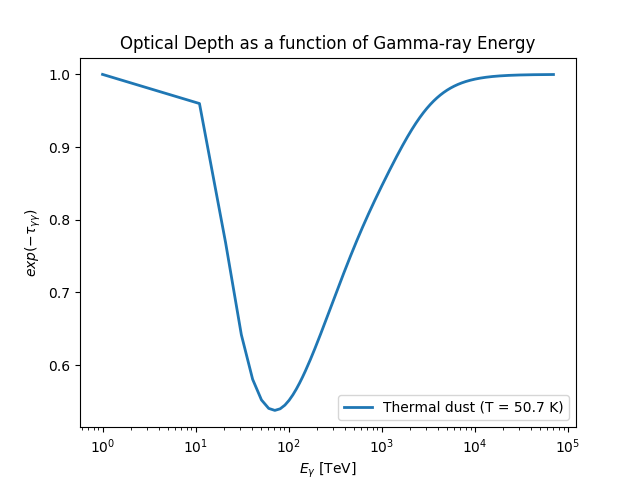 Optical Depth as a function of Gamma-ray Energy
1.0
0.9
0.8
0.7
0.6
exp(−τγγ)
Thermal dust (T = 50.7 K)
10⁰
10¹
10²
10³
10⁴
10⁵
Eγ [TeV]